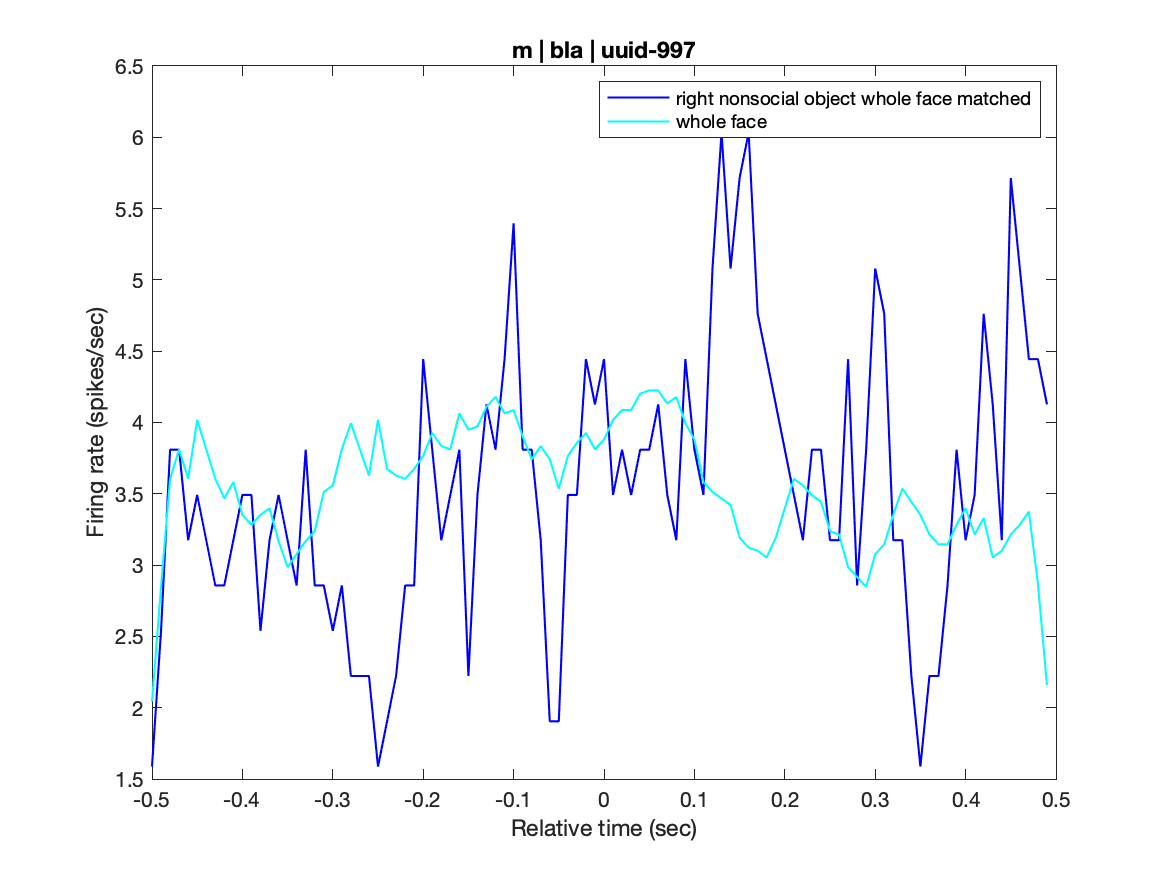 m | bla | uuid-997
right nonsocial object whole face matched
whole face
6.5
6
5.5
5
4.5
4
3.5
3
2.5
2
1.5
Firing rate (spikes/sec)
-0.5 -0.4 -0.3 -0.2 -0.1 0 0.1 0.2 0.3 0.4 0.5
Relative time (sec)